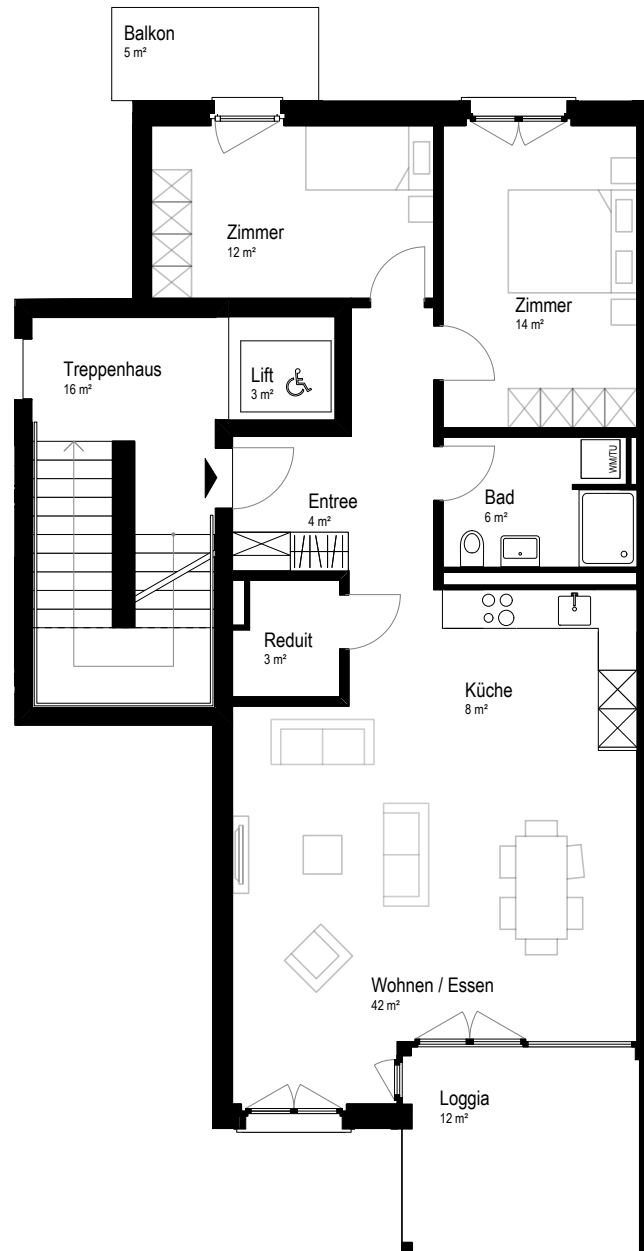 Balkon
5 m²
Zimmer
12 m²
Zimmer
14 m²
Treppenhaus
16 m²
Lift
3 m²
WM/TU
Entree
4 m²
Bad
6 m²
Reduit
3 m²
Küche
8 m²
Wohnen / Essen
42 m²
Loggia
12 m²